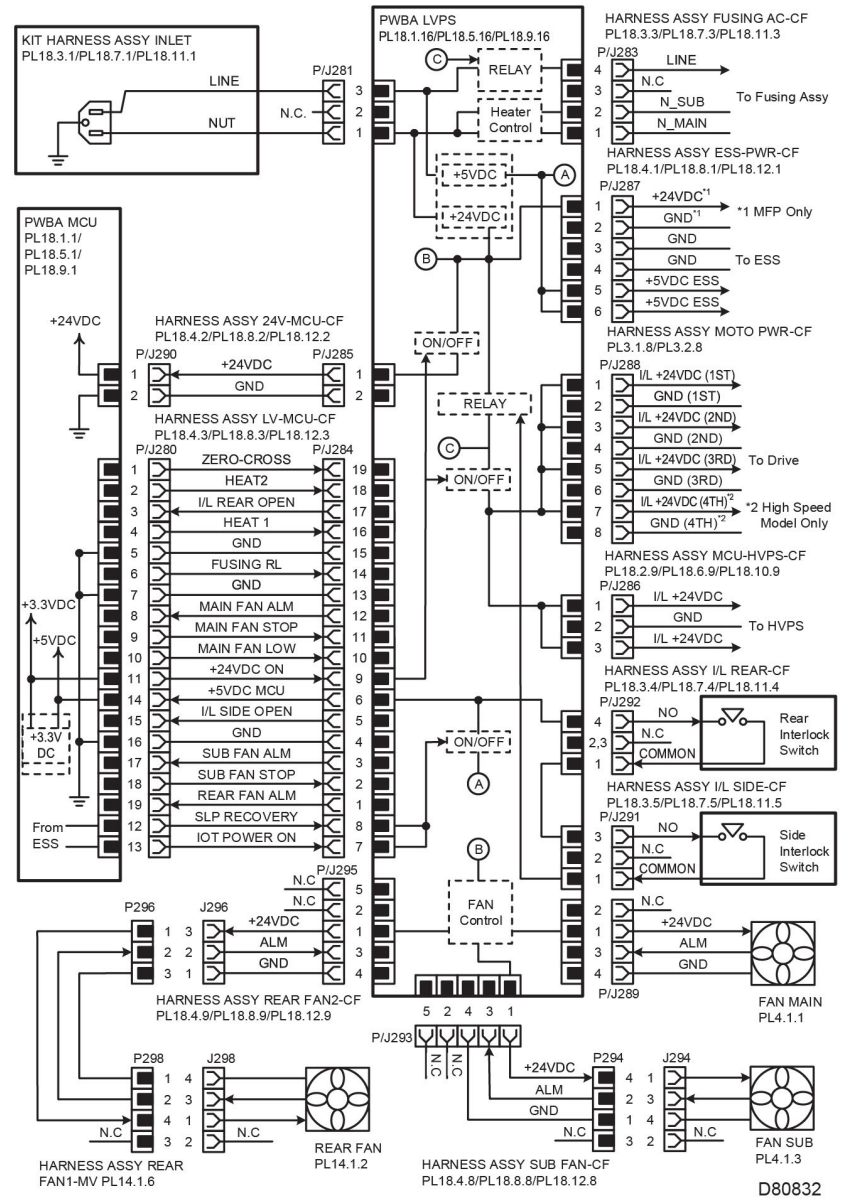 KIT HARNESS ASSY INLET
PL18.3.1/PL18.7.1/PL18.11.1
LINE
NUT
P/J281
N.C.
3
2
1
PWBA LVPS
PL18.1.16/PL18.5.16/PL18.9.16
C
RELAY
Heater
Control
+5VDC
+24VDC
A
B
HARNESS ASSY FUSING AC-CF
PL18.3.3/PL18.7.3/PL18.11.3
P/J283
4 LINE
3 N.C
2 N_SUB
1 N_MAIN
To Fusing Assy
HARNESS ASSY ESS-PWR-CF
PL18.4.1/PL18.8.1/PL18.12.1
P/J287
1 +24VDC*1
2 GND*1
3 GND
4 GND
5 +5VDC ESS
6 +5VDC ESS
*1 MFP Only
To ESS
PWBA MCU
PL18.1.1/
PL18.5.1/
PL18.9.1
+24VDC
HARNESS ASSY 24V-MCU-CF
PL18.4.2/PL18.8.2/PL18.12.2
P/J290 P/J285
1 +24VDC 1
2 GND 2
ON/OFF
RELAY
C
ON/OFF
HARNESS ASSY MOTO PWR-CF
PL3.1.8/PL3.2.8
P/J288
1 I/L +24VDC (1ST)
2 GND (1ST)
3 I/L +24VDC (2ND)
4 GND (2ND)
5 I/L +24VDC (3RD)
6 GND (3RD)
7 I/L +24VDC (4TH)*2
8 GND (4TH)*2
To Drive
*2 High Speed
Model Only
HARNESS ASSY LV-MCU-CF
PL18.4.3/PL18.8.3/PL18.12.3
P/J280 P/J284
1 ZERO-CROSS 19
2 HEAT2 18
3 I/L REAR OPEN 17
4 HEAT 1 16
5 GND 15
6 FUSING RL 14
7 GND 13
8 MAIN FAN ALM 12
9 MAIN FAN STOP 11
10 MAIN FAN LOW 10
11 +24VDC ON 9
14 +5VDC MCU 6
15 I/L SIDE OPEN 5
16 GND 4
17 SUB FAN ALM 3
18 SUB FAN STOP 2
19 REAR FAN ALM 1
12 SLP RECOVERY 8
13 IOT POWER ON 7
+3.3VDC
+5VDC
+3.3V
DC
From
ESS
ON/OFF
A
HARNESS ASSY MCU-HVPS-CF
PL18.2.9/PL18.6.9/PL18.10.9
P/J286
1 I/L +24VDC
2 GND
3 I/L +24VDC
To HVPS
HARNESS ASSY I/L REAR-CF
PL18.3.4/PL18.7.4/PL18.11.4
P/J292
4 NO
2,3 N.C
1 COMMON
Rear
Interlock
Switch
HARNESS ASSY I/L SIDE-CF
PL18.3.5/PL18.7.5/PL18.11.5
P/J291
3 NO
2 N.C
1 COMMON
Side
Interlock
Switch
B
FAN
Control
2 N.C
1 +24VDC
3 ALM
4 GND
P/J289
FAN MAIN
PL4.1.1
P/J295
N.C 5
N.C 2
+24VDC 1
ALM 3
GND 4
P296 J296
1 3
2 2
3 1
HARNESS ASSY REAR FAN2-CF
PL18.4.9/PL18.8.9/PL18.12.9
P298 J298
1 4
2 3
4 1
N.C 3 2 N.C
REAR FAN
PL14.1.2
HARNESS ASSY REAR
FAN1-MV PL14.1.6
5 2 4 3 1
P/J293
N.C
N.C
+24VDC
ALM
GND
P294 J294
4 1
2 3
1 4
N.C 3 2 N.C
FAN SUB
PL4.1.3
HARNESS ASSY SUB FAN-CF
PL18.4.8/PL18.8.8/PL18.12.8
D80832